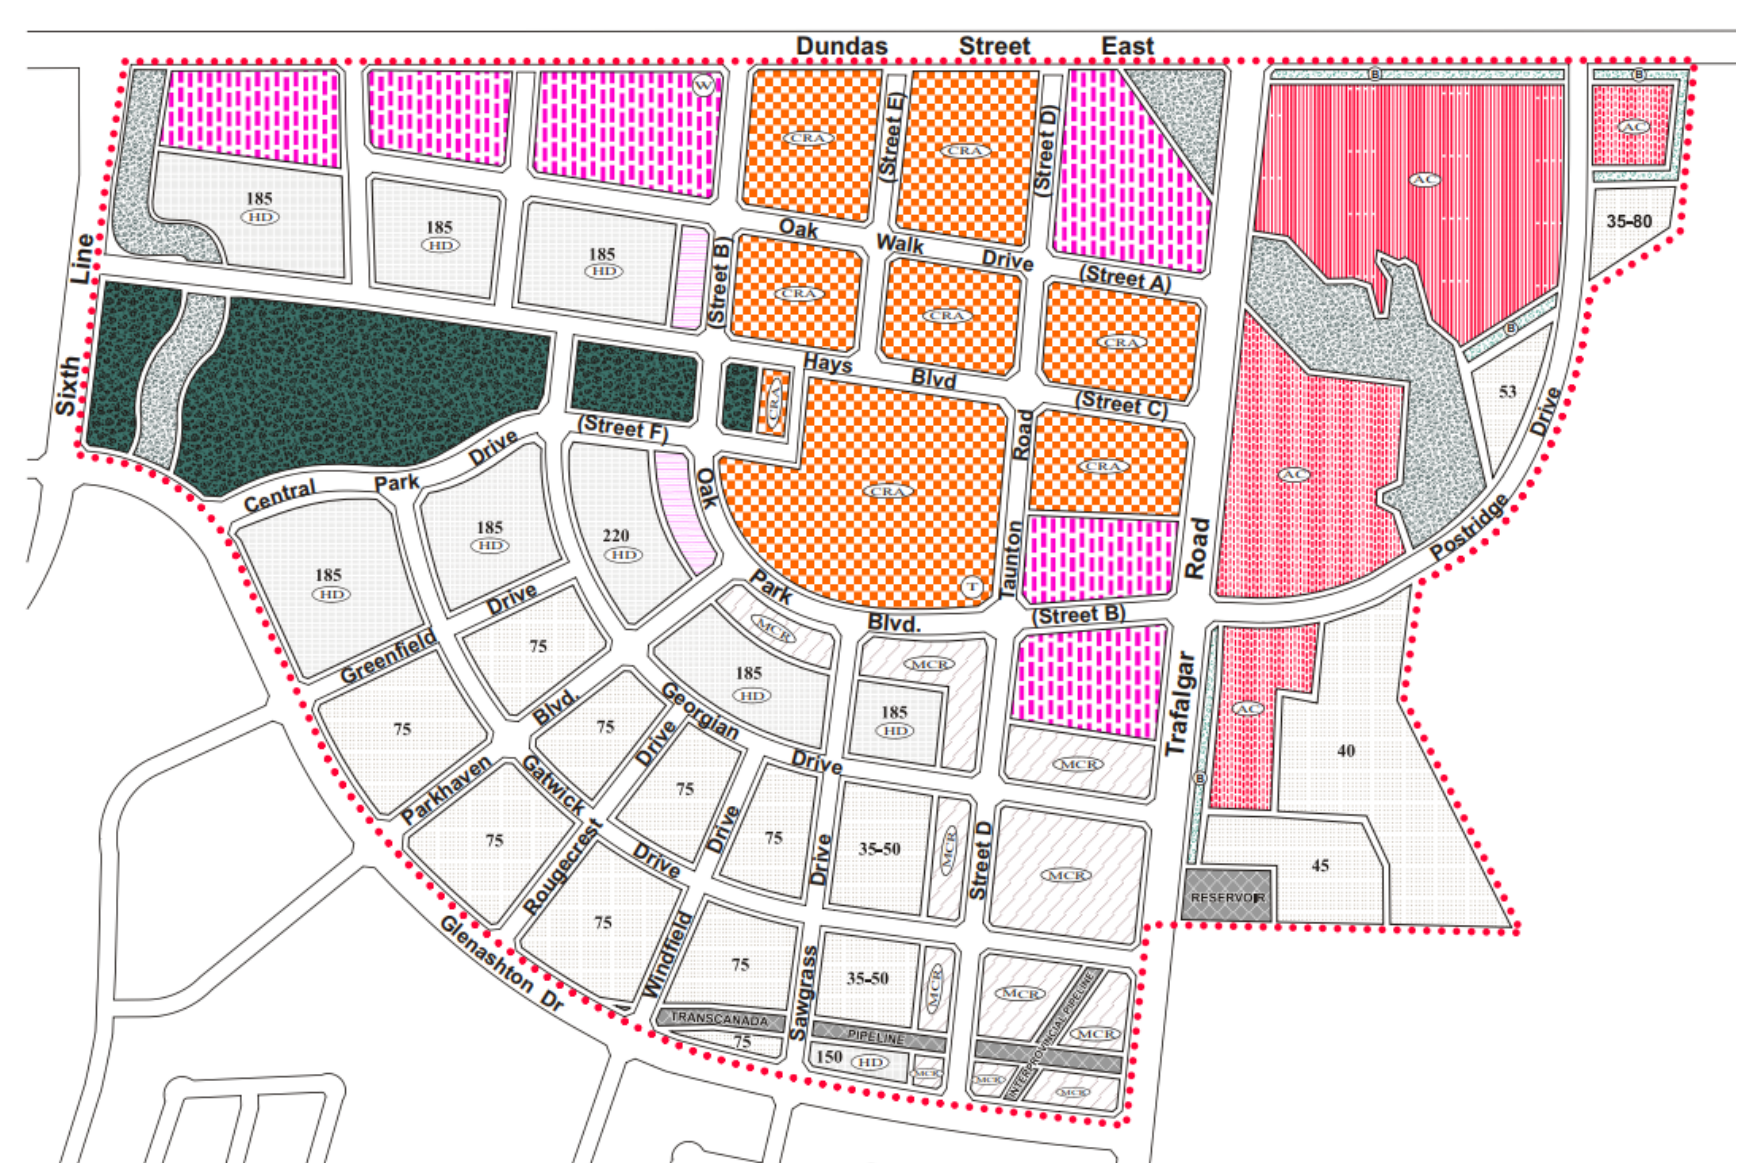 Dundas Street East
B
B
W
CRA
(Street E)
CRA
(Street D)
AC
AC
185
HD
185
HD
185
HD
(Street B)
Oak Walk Drive
(Street A)
35-80
Sixth Line
CRA
CRA
CRA
B
Hays Blvd
(Street C)
CRA
53
Drive
(Street F)
Central Park Drive
Oak
CRA
Road
CRA
AC
185
HD
185
HD
220
HD
Taunton
Road
Postridge
T
Park
Blvd.
(Street B)
Drive
Greenfield
75
MCR
MCR
185
HD
185
HD
Georgian
Drive
Blvd.
Parkhaven
75
75
Trafalgar
AC
40
MCR
B
Gatwick
Drive
Drive
75
75
75
Rougecrest
Drive
Drive
35-50
MCR
Street D
MCR
45
RESERVOIR
75
Glenashton Dr
Windfield
75
Sawgrass
35-50
MCR
MCR
MCR
INTERPROVINCIAL PIPELINE
TRANSCANADA
PIPELINE
75
150
HD
MCR
MCR
MCR